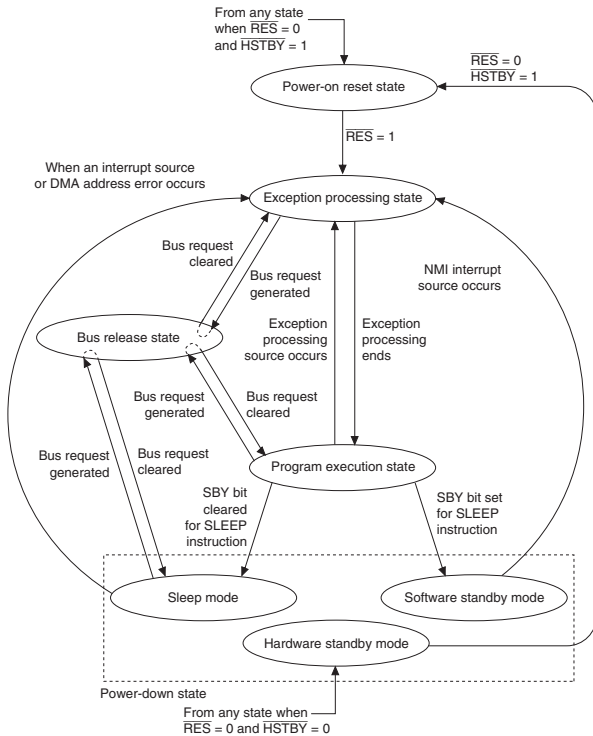 From any state
when RES = 0
and HSTBY = 1
RES = 0
HSTBY = 1
Power-on reset state
RES = 1
When an interrupt source
or DMA address error occurs
Exception processing state
Bus request
cleared
Bus request
generated
NMI interrupt
source occurs
Exception
processing
source occurs
Exception
processing
ends
Bus release state
Bus request
generated
Bus request
cleared
Bus request
generated
Bus request
cleared
Program execution state
SBY bit
cleared
for SLEEP
instruction
SBY bit set
for SLEEP
instruction
Sleep mode
Software standby mode
Hardware standby mode
Power-down state
From any state when
RES = 0 and HSTBY = 0